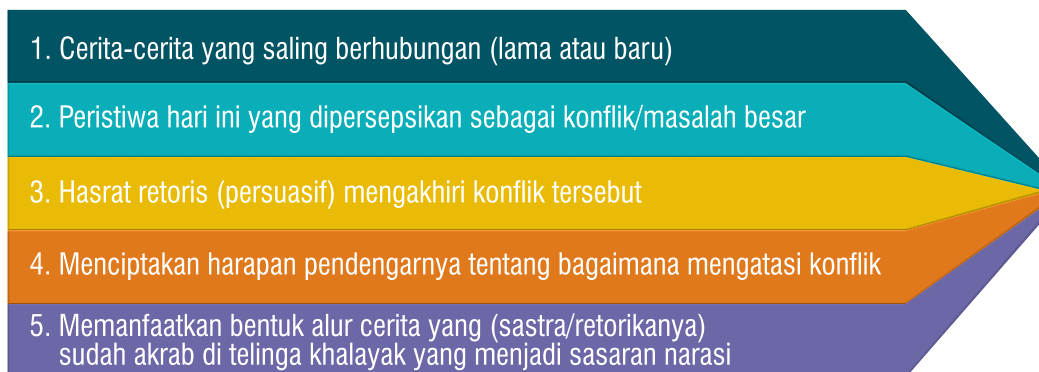 1. Cerita-cerita yang saling berhubungan (lama atau baru)
2. Peristiwa hari ini yang dipersepsikan sebagai konflik/masalah besar
3. Hasrat retoris (persuasif) mengakhiri konflik tersebut
4. Menciptakan harapan pendengarnya tentang bagaimana mengatasi konflik
5. Memanfaatkan bentuk alur cerita yang (sastra/retorikanya)
sudah akrab di telinga khalayak yang menjadi sasaran narasi